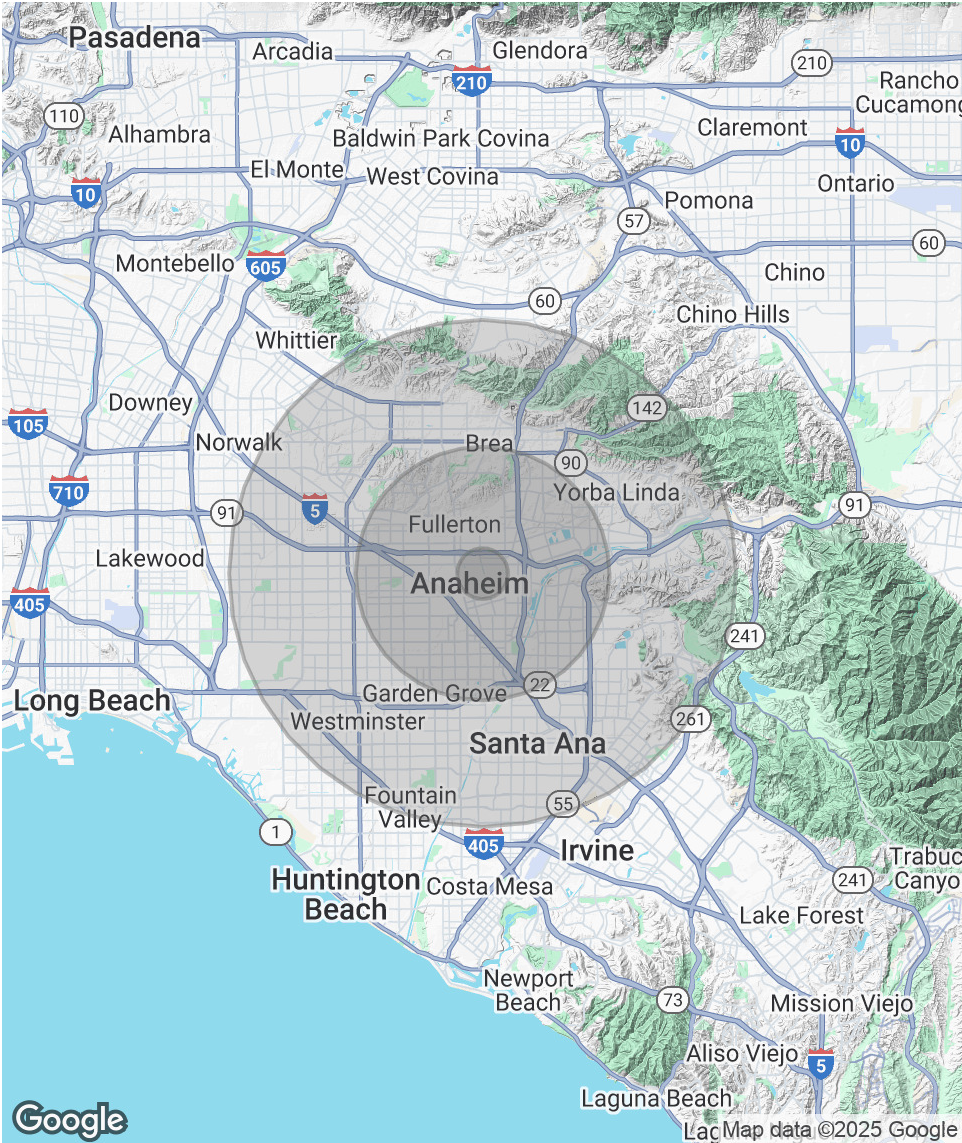 Pasadena
Arcadia
Glendora
210
210
Rancho
Cucamong
110
Alhambra
Baldwin Park
Covina
Claremont
10
El Monte
West Covina
Ontario
10
Pomona
57
60
Montebello
605
Chino
60
Chino Hills
Whittier
142
Downey
105
Norwalk
Brea
90
710
Yorba Linda
5
91
91
Fullerton
Lakewood
Anaheim
405
241
22
Garden Grove
Long Beach
261
Westminster
Santa Ana
Fountain
Valley
55
1
405
Irvine
Trabuc
Canyo
Huntington
Beach
Costa Mesa
241
Lake Forest
Newport
Beach
73
Mission Viejo
Aliso Viejo
5
Laguna Beach
Google
Map data ©2025 Google